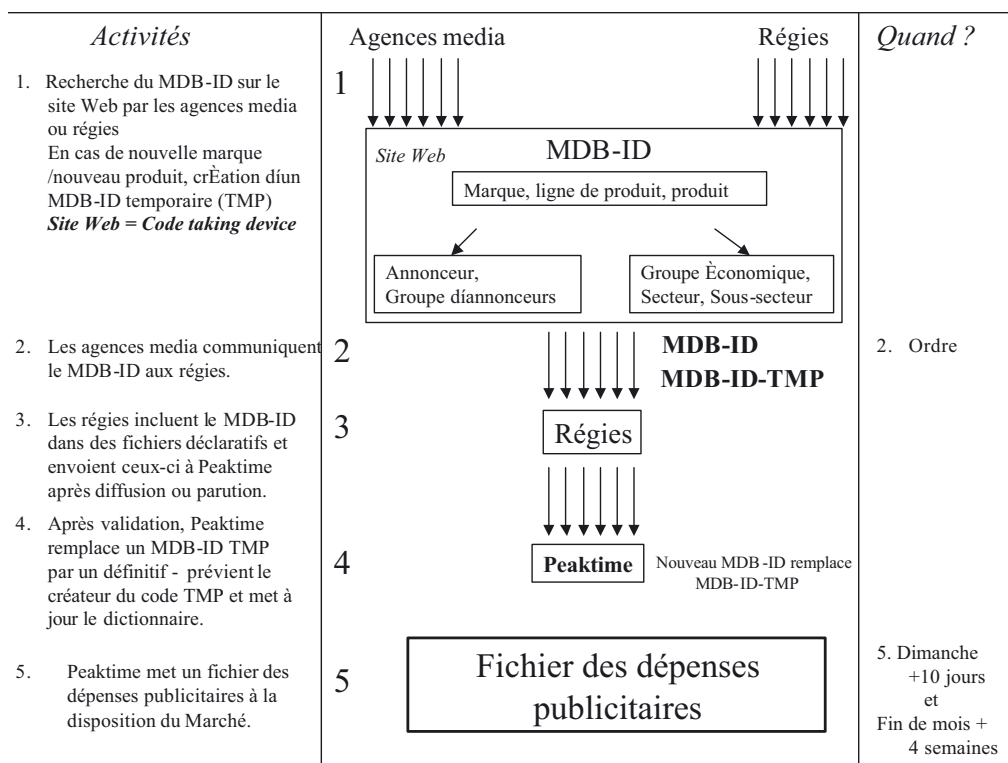 Activités
Agences media
Régies
Quand ?
1. Recherche du MDB-ID sur le
site Web par les agences media
ou régies
En cas de nouvelle marque
/nouveau produit, crÈation díun
MDB-ID temporaire (TMP)
Site Web = Code taking device
1
Site Web
MDB-ID
Marque, ligne de produit, produit
Annonceur,
Groupe díannonceurs
Groupe Èconomique,
Secteur, Sous-secteur
2. Les agences media communiquent
le MDB-ID aux régies.
2
MDB-ID
MDB-ID-TMP
2. Ordre
3. Les régies incluent le MDB-ID
dans des fichiers déclaratifs et
envoient ceux-ci à Peaktime
après diffusion ou parution.
3
Régies
4. Après validation, Peaktime
remplace un MDB-ID TMP
par un définitif - prévient le
créateur du code TMP et met à
jour le dictionnaire.
4
Peaktime
Nouveau MDB-ID remplace
MDB-ID-TMP
5. Peaktime met un fichier des
dépenses publicitaires à la
disposition du Marché.
5
Fichier des dépenses
publicitaires
5. Dimanche
+10 jours
et
Fin de mois +
4 semaines